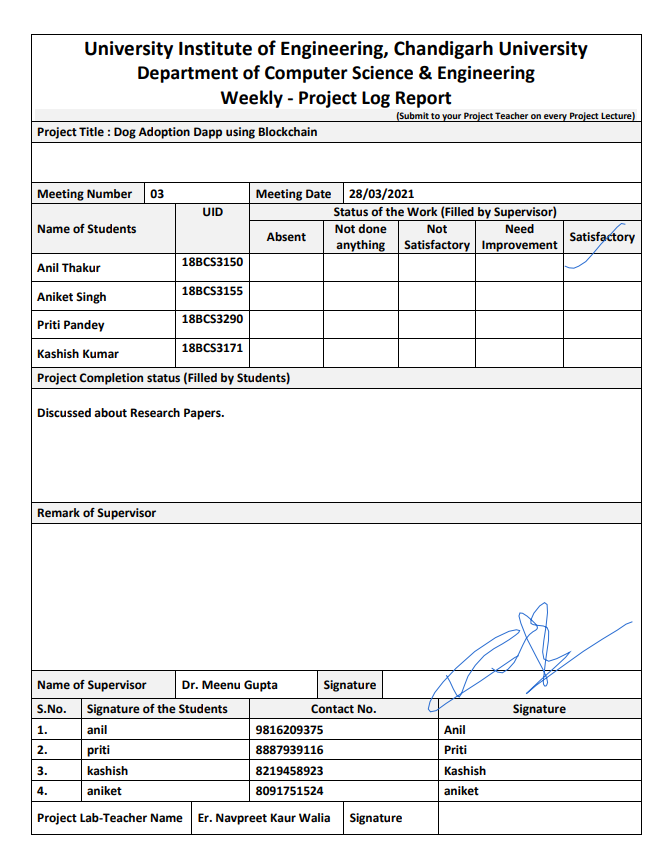 University Institute of Engineering, Chandigarh University
Department of Computer Science & Engineering
Weekly - Project Log Report
(Submit to your Project Teacher on every Project Lecture)
Project Title : Dog Adoption Dapp using Blockchain
Meeting Number 03 Meeting Date 28/03/2021
Name of Students UID Status of the Work (Filled by Supervisor)
Absent Not done anything Not Satisfactory Need Improvement Satisfactory
Anil Thakur 18BCS3150
Aniket Singh 18BCS3155
Priti Pandey 18BCS3290
Kashish Kumar 18BCS3171
Project Completion status (Filled by Students)
Discussed about Research Papers.
Remark of Supervisor
Name of Supervisor Dr. Meenu Gupta Signature
S.No. Signature of the Students Contact No. Signature
1. anil 9816209375 Anil
2. priti 8887939116 Priti
3. kashish 8219458923 Kashish
4. aniket 8091751524 aniket
Project Lab-Teacher Name Er. Navpreet Kaur Walia Signature